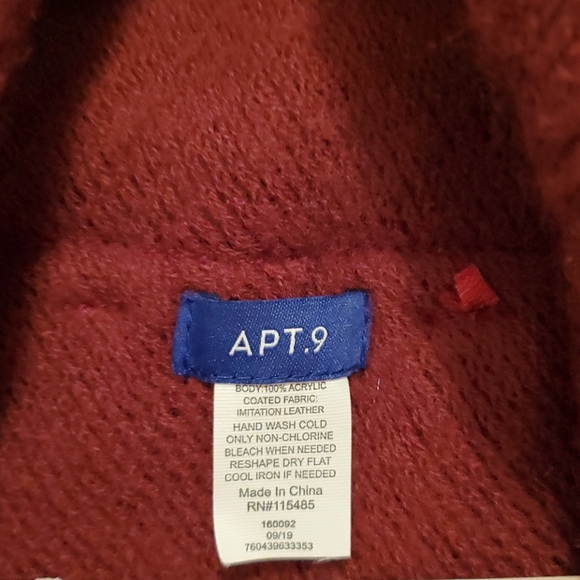 APT.9
BODY:100% ACRYLIC
COATED FABRIC:
IMITATION LEATHER
HAND WASH COLD
ONLY NON-CHLORINE
BLEACH WHEN NEEDED
RESHAPE DRY FLAT
COOL IRON IF NEEDED
Made In China
RN#115485
160092
09/19
760439633353